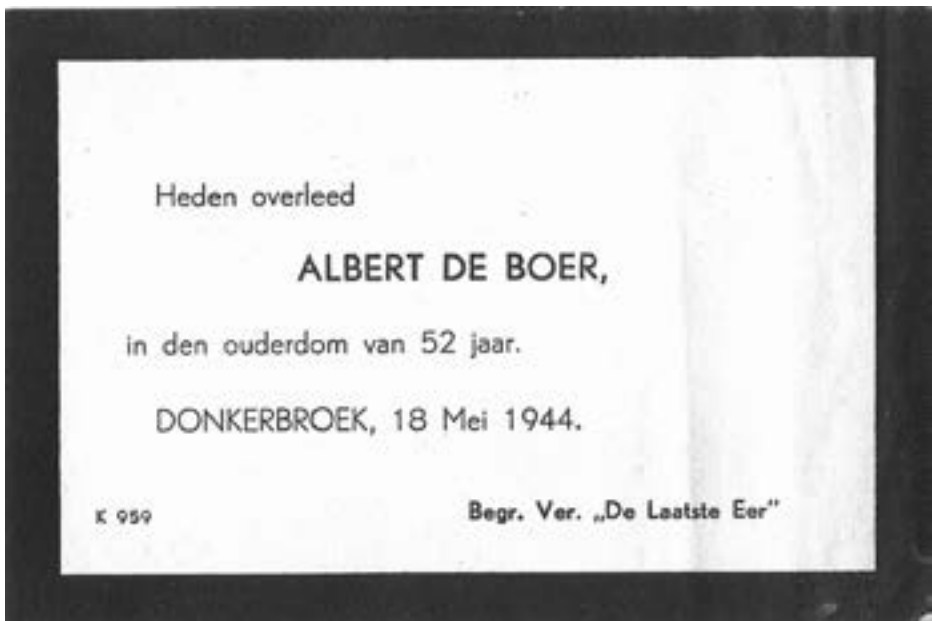 Heden overleed
ALBERT DE BOER,
in den ouderdom van 52 jaar.
DONKERBROEK, 18 Mei 1944.
K 959
Begr. Ver. „De Laatste Eer"